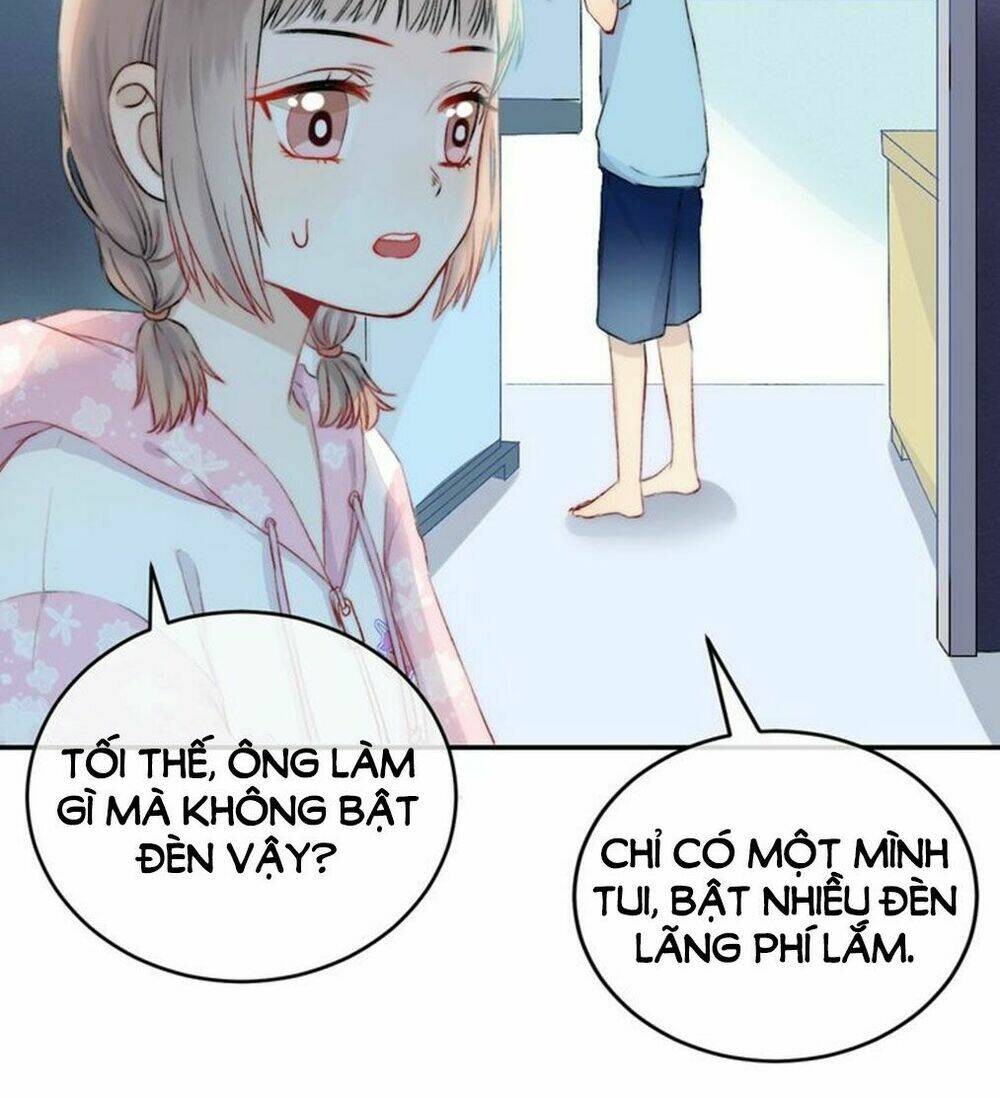 TỐI THẾ, ÔNG LÀM
GÌ MÀ KHÔNG BẬT
ĐÈN VẬY?
CHỈ CÓ MỘT MÌNH
TUI, BẬT NHIỀU ĐÈN
LÃNG PHÍ LẮM.